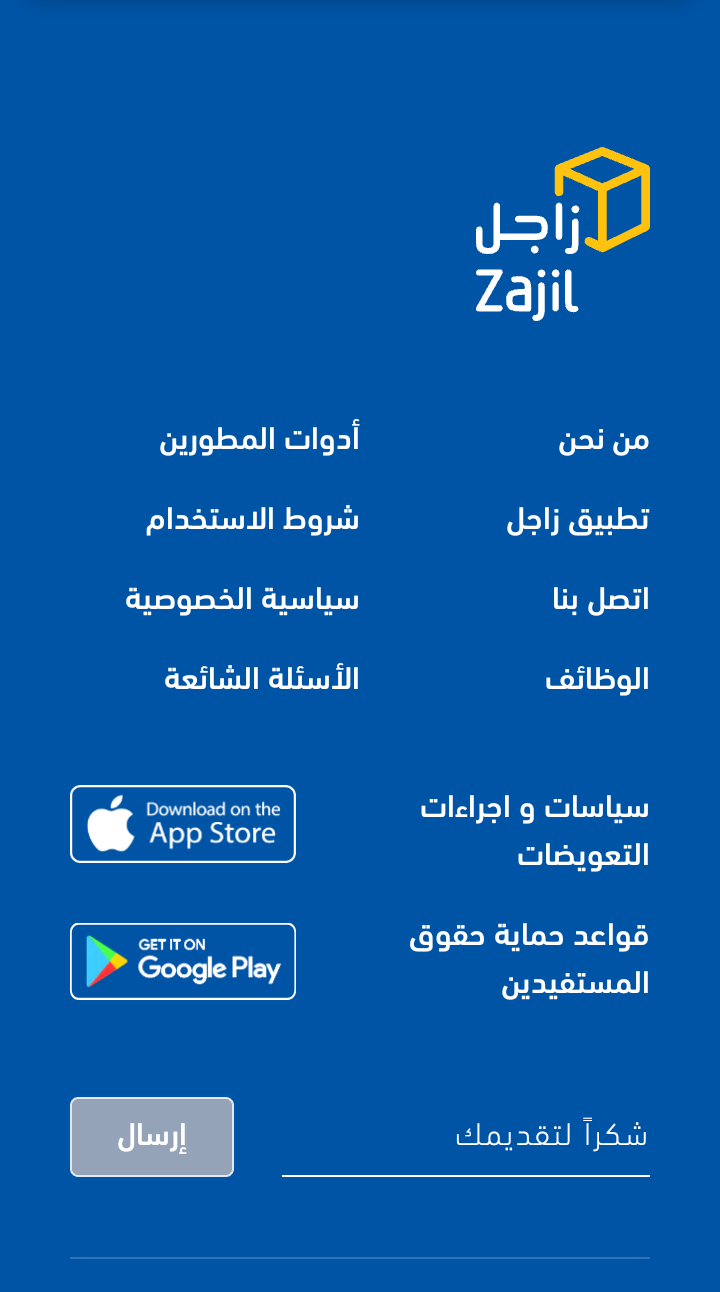 زاجل
Zajil
من نحن
أدوات المطورين
تطبيق زاجل
شروط الاستخدام
اتصل بنا
سياسية الخصوصية
الوظائف
الأسئلة الشائعة
سياسات و اجراءات
التعويضات
Download on the
App Store
قواعد حماية حقوق
المستفيدين
GET IT ON
Google Play
شكراً لتقديمك
إرسال